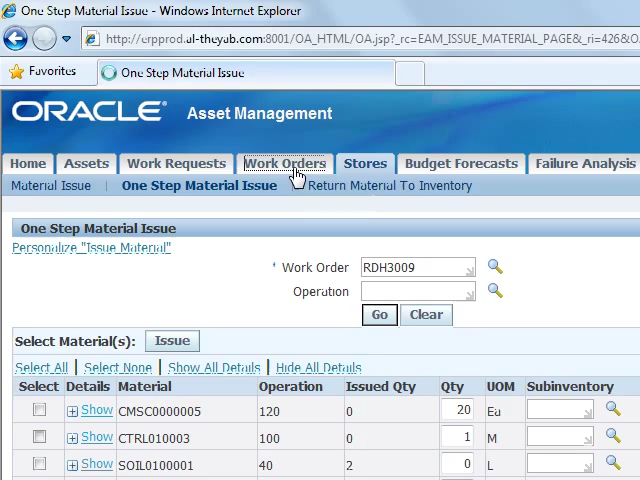 One Step Material Issue - Windows Internet Explorer
http://erpprod.al-theyab.com:8001/OA_HTML/OA.jsp?_rc=EAM_ISSUE_MATERIAL_PAGE&_ri=426&O
Favorites One Step Material Issue
ORACLE® Asset Management
Home Assets Work Requests Work Orders Stores Budget Forecasts Failure Analysis
Material Issue | One Step Material Issue | Return Material To Inventory
One Step Material Issue
Personalize "Issue Material"
* Work Order RDH3009
Operation
Go Clear
Select Material(s): Issue
Select All | Select None | Show All Details | Hide All Details
Select Details Material Operation Issued Qty Qty UOM Subinventory
Show CMSC0000005 120 0 20 Ea
Show CTRL010003 100 0 1 M
Show SOIL0100001 40 2 0 L